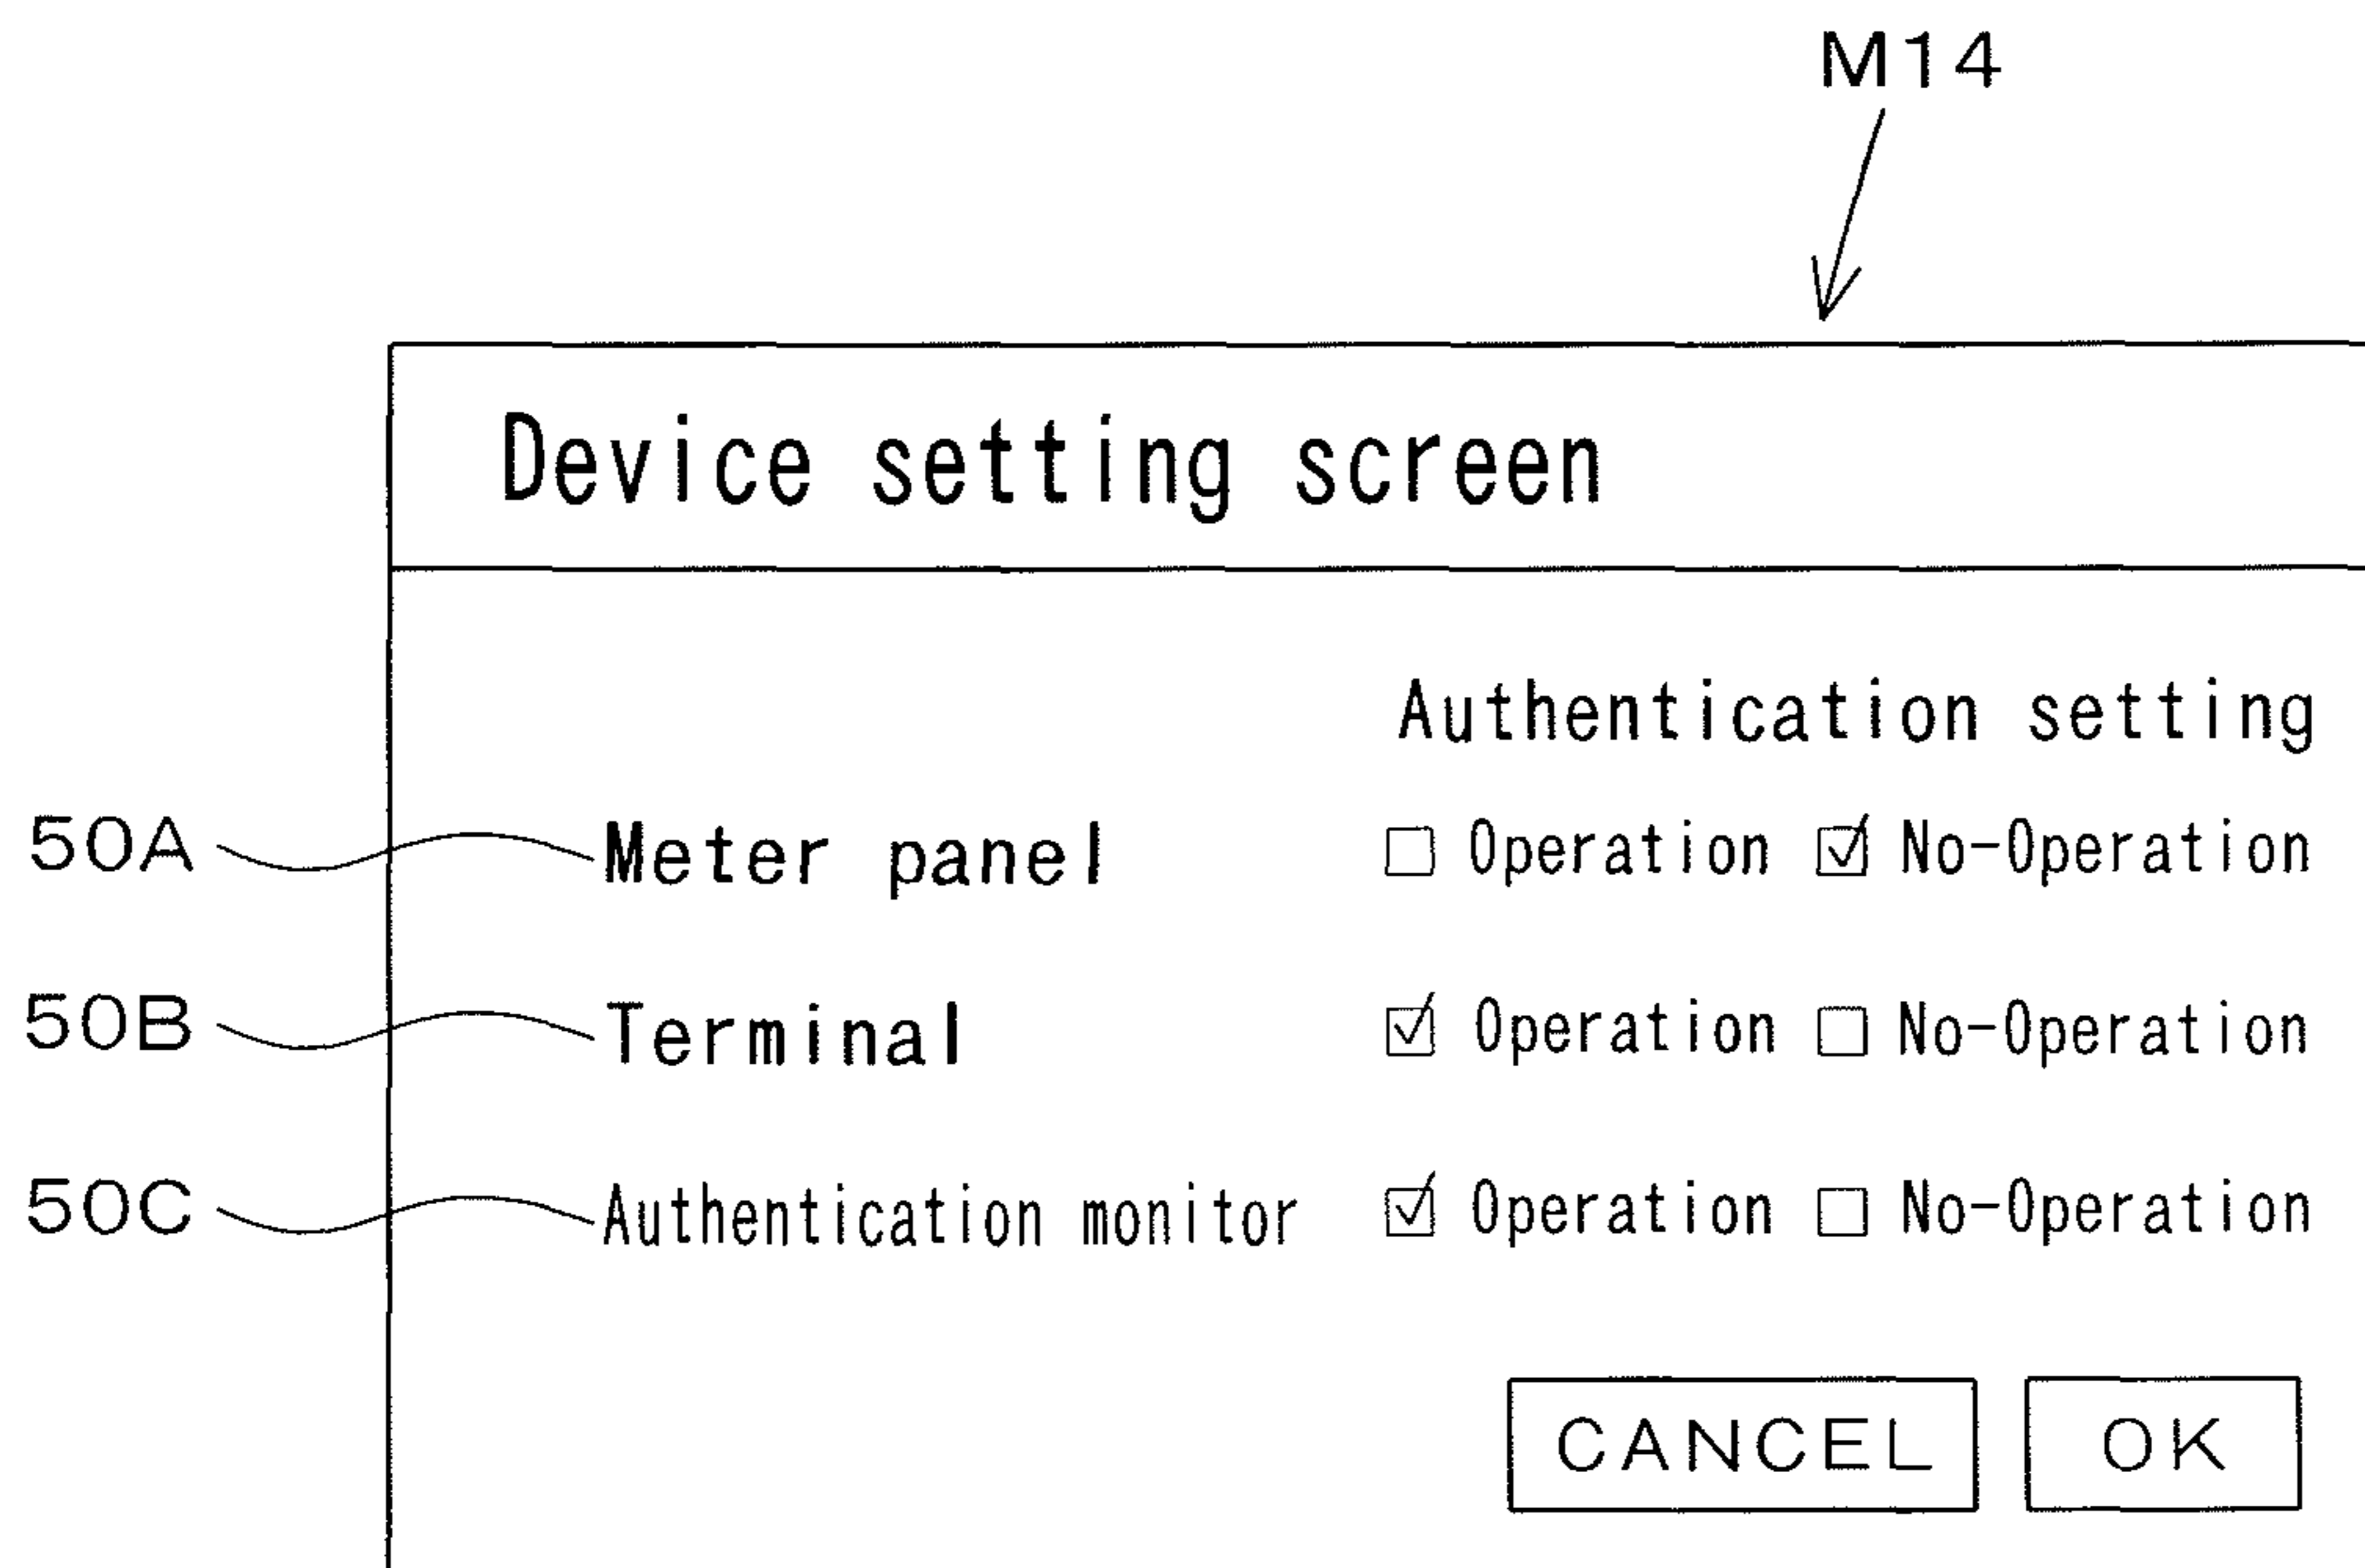 M14
Device setting screen
Authentication setting
50A Meter panel Operation No-Operation
50B Terminal Operation No-Operation
50C Authentication monitor Operation No-Operation
CANCEL OK